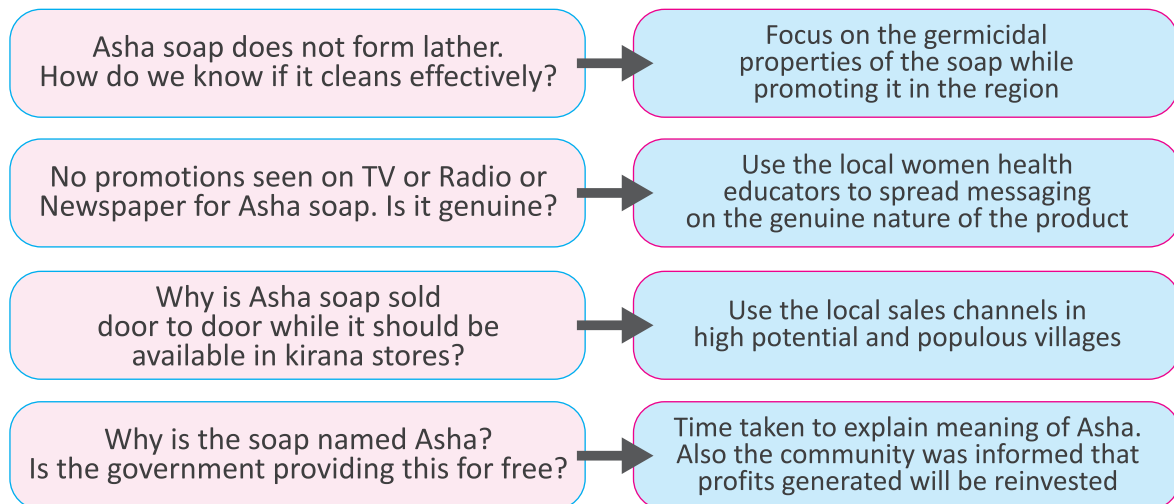 Asha soap does not form lather.
How do we know if it cleans effectively?
Focus on the germicidal
properties of the soap while
promoting it in the region
No promotions seen on TV or Radio or
Newspaper for Asha soap. Is it genuine?
Use the local women health
educators to spread messaging
on the genuine nature of the product
Why is Asha soap sold
door to door while it should be
available in kirana stores?
Use the local sales channels in
high potential and populous villages
Why is the soap named Asha?
Is the government providing this for free?
Time taken to explain meaning of Asha.
Also the community was informed that
profits generated will be reinvested